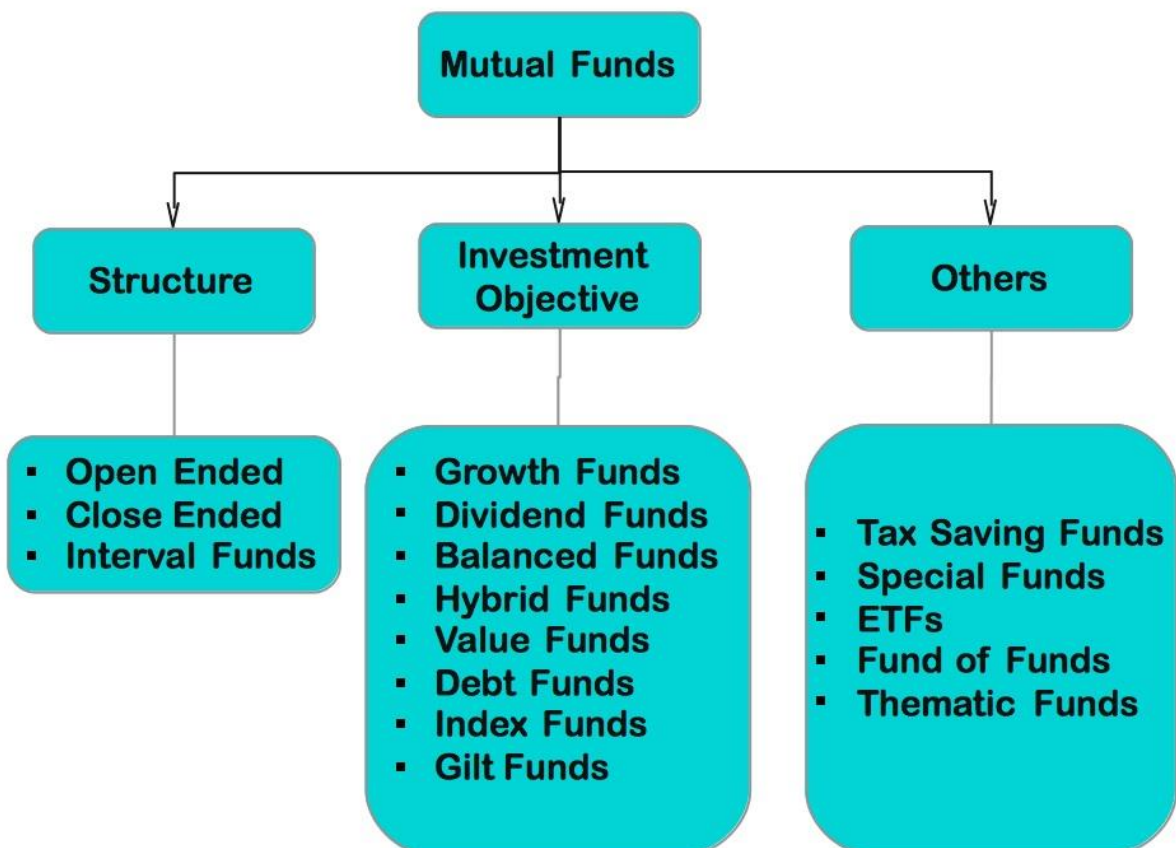 Mutual Funds
Structure
Investment
Objective
Others
▪ Open Ended
▪ Close Ended
▪ Interval Funds
▪ Growth Funds
▪ Dividend Funds
▪ Balanced Funds
▪ Hybrid Funds
▪ Value Funds
▪ Debt Funds
▪ Index Funds
▪ Gilt Funds
▪ Tax Saving Funds
▪ Special Funds
▪ ETFs
▪ Fund of Funds
▪ Thematic Funds